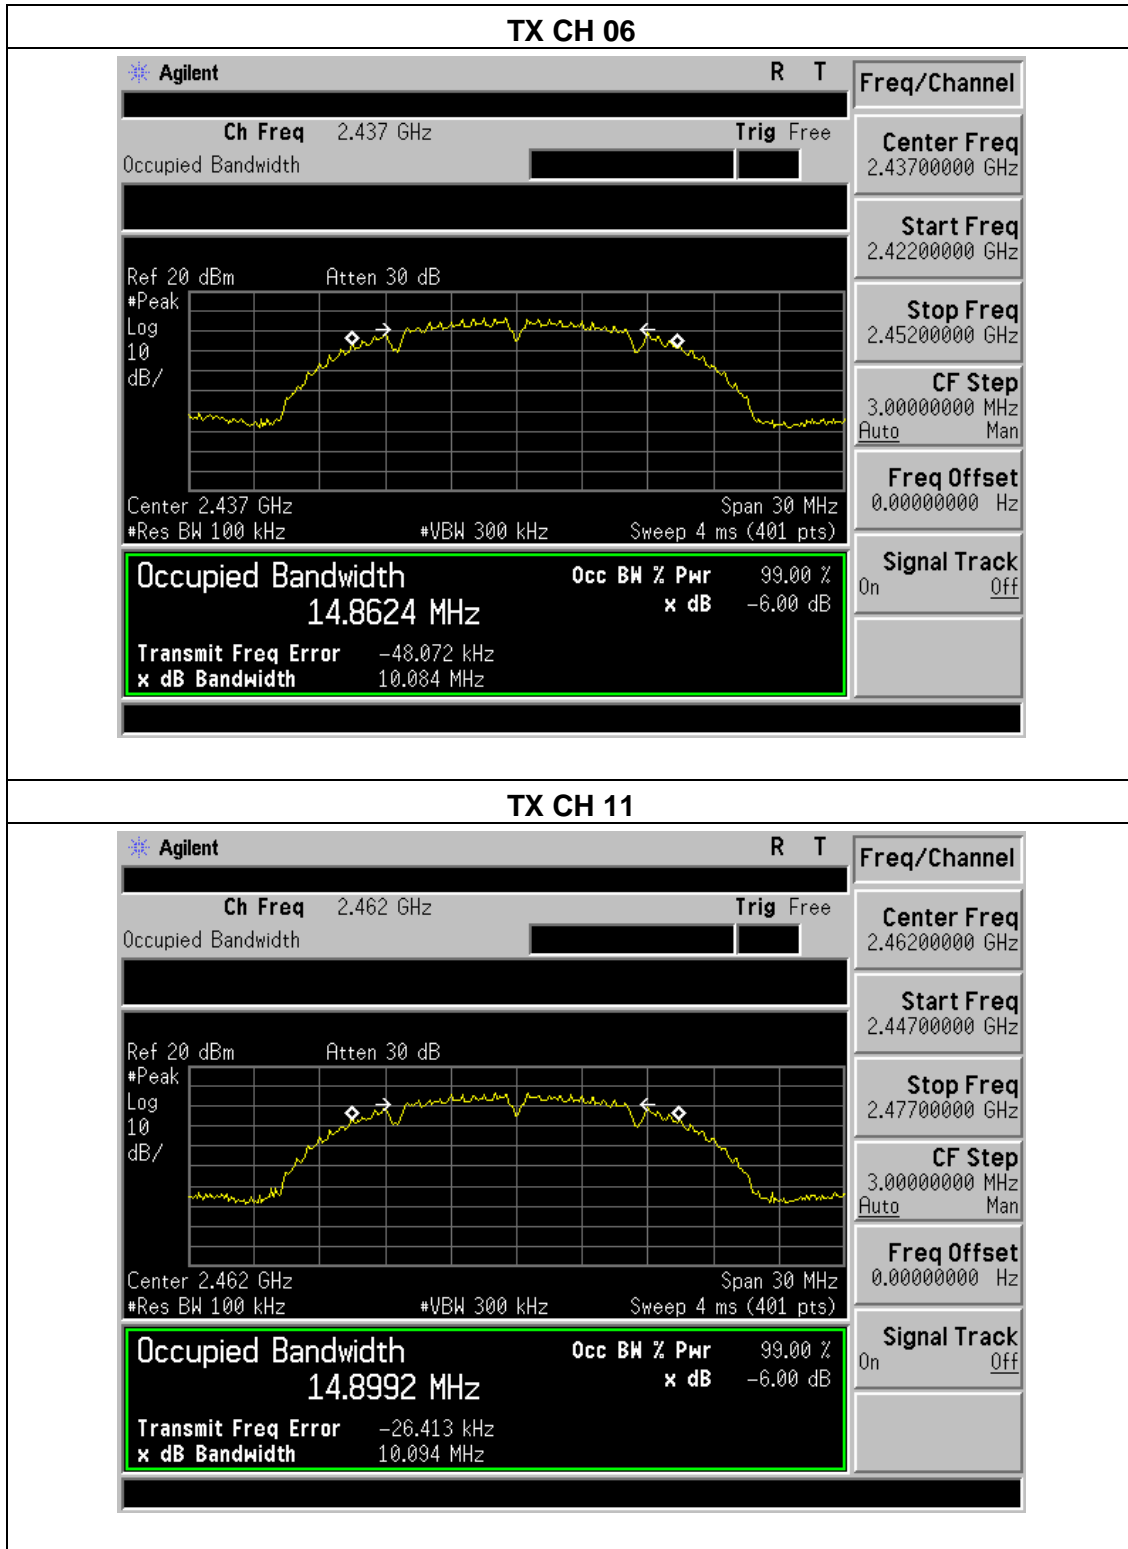 TX CH 06
Agilent R T
Freq/Channel
Ch Freq 2.437 GHz Trig Free
Occupied Bandwidth
Center Freq
2.43700000 GHz
Start Freq
2.42200000 GHz
Stop Freq
2.45200000 GHz
CF Step
3.00000000 MHz
Auto Man
Freq Offset
0.00000000 Hz
Signal Track
On Off
Ref 20 dBm Atten 30 dB
#Peak
Log
10
dB/
Center 2.437 GHz Span 30 MHz
#Res BW 100 kHz #VBW 300 kHz Sweep 4 ms (401 pts)
Occupied Bandwidth
14.8624 MHz
Occ BW % Pwr 99.00 %
x dB -6.00 dB
Transmit Freq Error -48.072 kHz
x dB Bandwidth 10.084 MHz
TX CH 11
Agilent R T
Freq/Channel
Ch Freq 2.462 GHz Trig Free
Occupied Bandwidth
Center Freq
2.46200000 GHz
Start Freq
2.44700000 GHz
Stop Freq
2.47700000 GHz
CF Step
3.00000000 MHz
Auto Man
Freq Offset
0.00000000 Hz
Signal Track
On Off
Ref 20 dBm Atten 30 dB
#Peak
Log
10
dB/
Center 2.462 GHz Span 30 MHz
#Res BW 100 kHz #VBW 300 kHz Sweep 4 ms (401 pts)
Occupied Bandwidth
14.8992 MHz
Occ BW % Pwr 99.00 %
x dB -6.00 dB
Transmit Freq Error -26.413 kHz
x dB Bandwidth 10.094 MHz